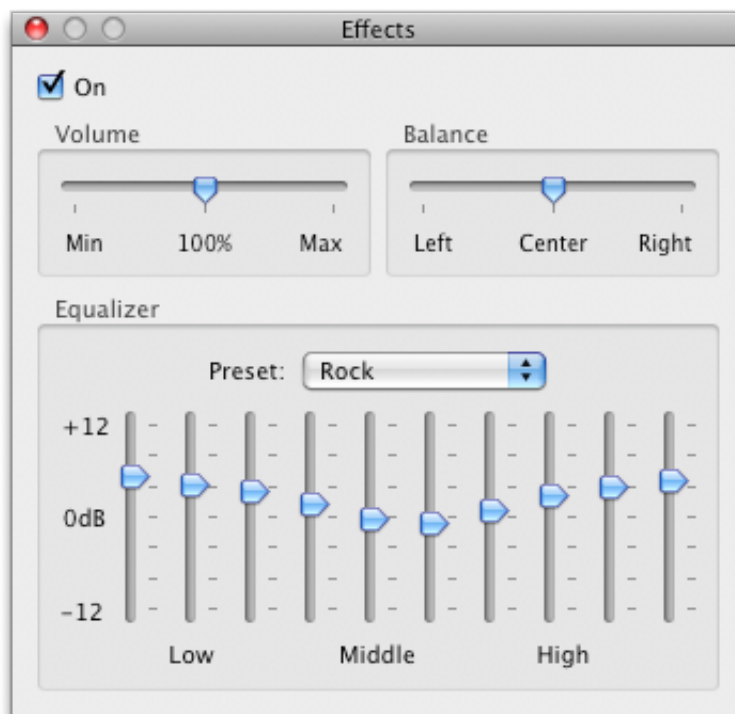 Effects
On
Volume
Balance
Min 100% Max
Left Center Right
Equalizer
Preset: Rock
+12
0dB
−12
Low Middle High